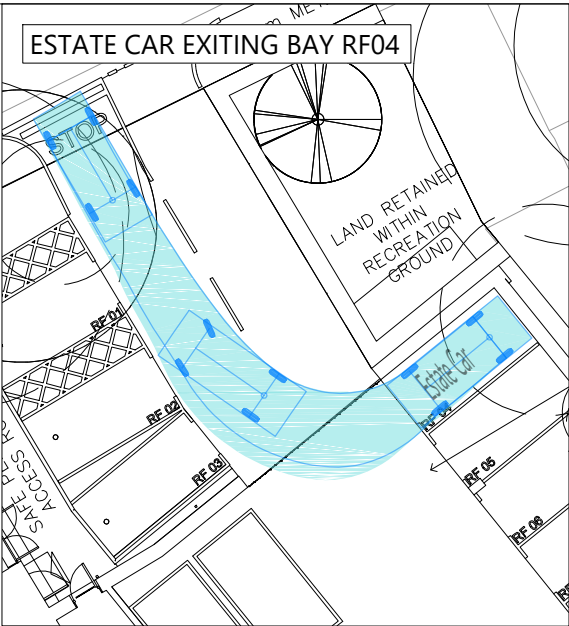 ESTATE CAR EXITING BAY RF04
STOP
LAND RETAINED
WITHIN
RECREATION
GROUND
RF 01
Estate Car
RF 02
RF 05
RF 03
RF 06
SAFE
ACCESS